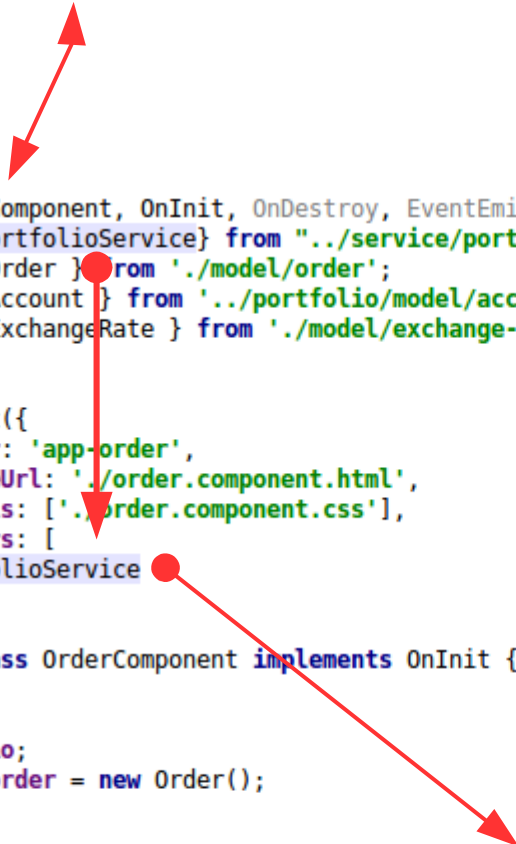 omponent, OnInit, OnDestroy, EventEmi
ortfolioService} from "../service/port
rder } from './model/order';
ccount } from '../portfolio/model/acc
xchangeRate } from './model/exchange-
({
: 'app-order',
Url: './order.component.html',
s: ['./order.component.css'],
s: [
lioService
ss OrderComponent implements OnInit {
o;
rder = new Order();